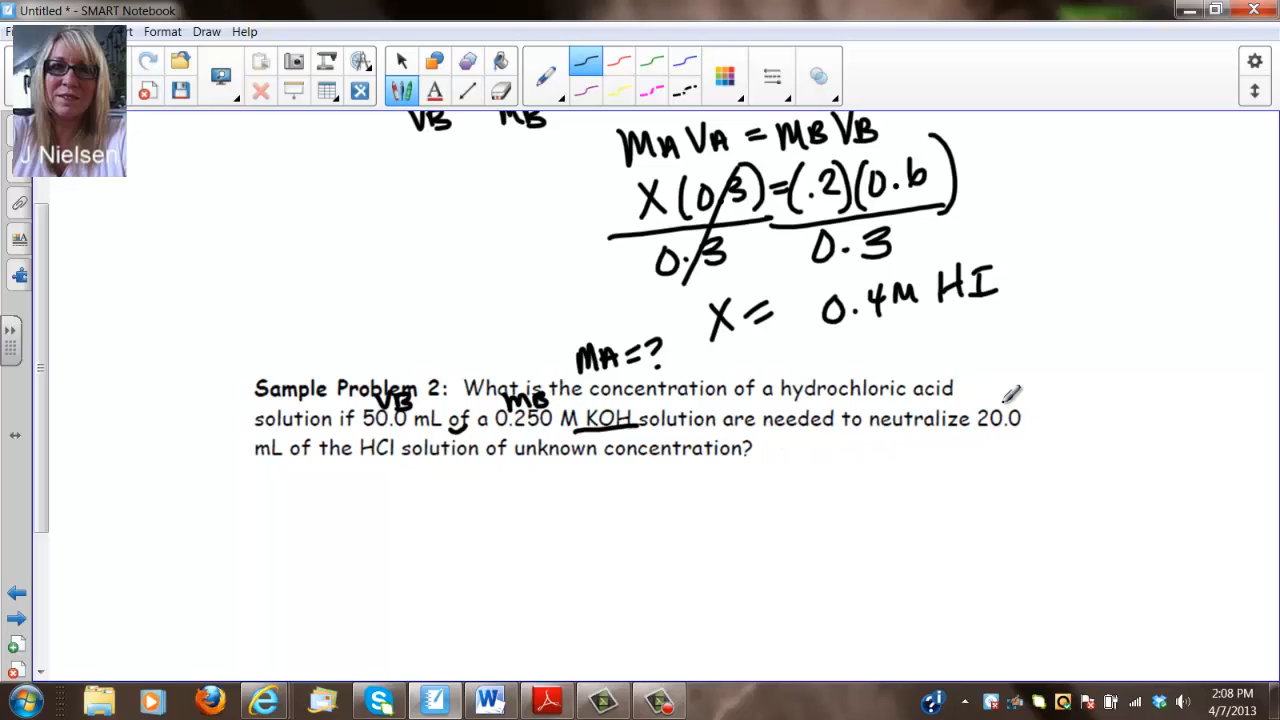 Untitled * - SMART Notebook
Format Draw Help
J Nielsen
VB MB
MA VA = MB VB
X (0.3) = (.2)(0.6)
0.3 0.3
X = 0.4M HI
MA = ?
Sample Problem 2: What is the concentration of a hydrochloric acid
VB MB
solution if 50.0 mL of a 0.250 M KOH solution are needed to neutralize 20.0
mL of the HCl solution of unknown concentration?
2:08 PM
4/7/2013